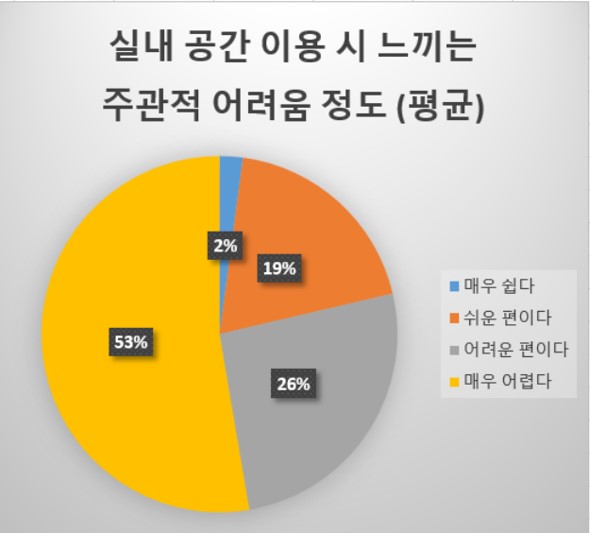 실내 공간 이용 시 느끼는
주관적 어려움 정도 (평균)
2%
19%
53%
26%
매우 쉽다
쉬운 편이다
어려운 편이다
매우 어렵다